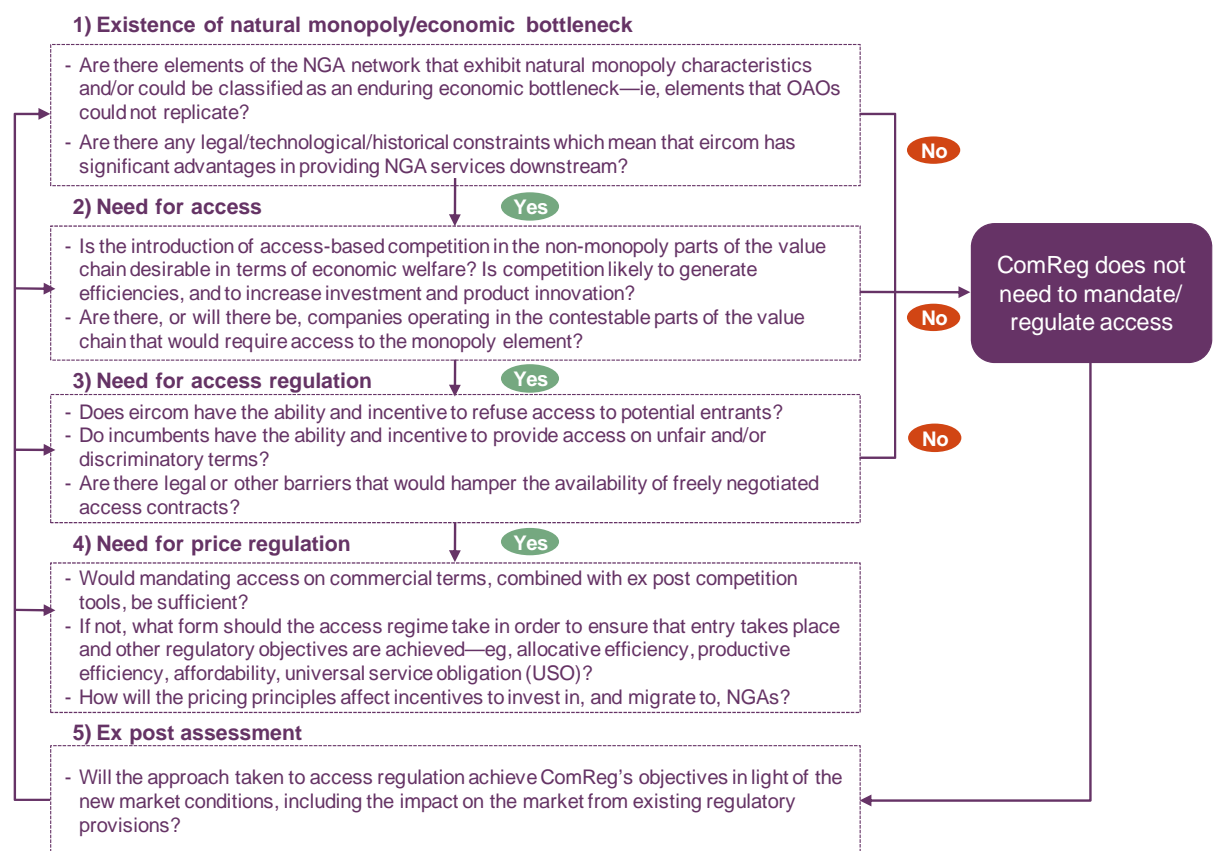 1) Existence of natural monopoly/economic bottleneck
- Are there elements of the NGA network that exhibit natural monopoly characteristics
and/or could be classified as an enduring economic bottleneck—ie, elements that OAOs
could not replicate?
- Are there any legal/technological/historical constraints which mean that eircom has
significant advantages in providing NGA services downstream?
No
Yes
2) Need for access
- Is the introduction of access-based competition in the non-monopoly parts of the value
chain desirable in terms of economic welfare? Is competition likely to generate
efficiencies, and to increase investment and product innovation?
- Are there, or will there be, companies operating in the contestable parts of the value
chain that would require access to the monopoly element?
No
ComReg does not
need to mandate/
regulate access
Yes
3) Need for access regulation
- Does eircom have the ability and incentive to refuse access to potential entrants?
- Do incumbents have the ability and incentive to provide access on unfair and/or
discriminatory terms?
- Are there legal or other barriers that would hamper the availability of freely negotiated
access contracts?
No
Yes
4) Need for price regulation
- Would mandating access on commercial terms, combined with ex post competition
tools, be sufficient?
- If not, what form should the access regime take in order to ensure that entry takes place
and other regulatory objectives are achieved—eg, allocative efficiency, productive
efficiency, affordability, universal service obligation (USO)?
- How will the pricing principles affect incentives to invest in, and migrate to, NGAs?
5) Ex post assessment
- Will the approach taken to access regulation achieve ComReg's objectives in light of the
new market conditions, including the impact on the market from existing regulatory
provisions?